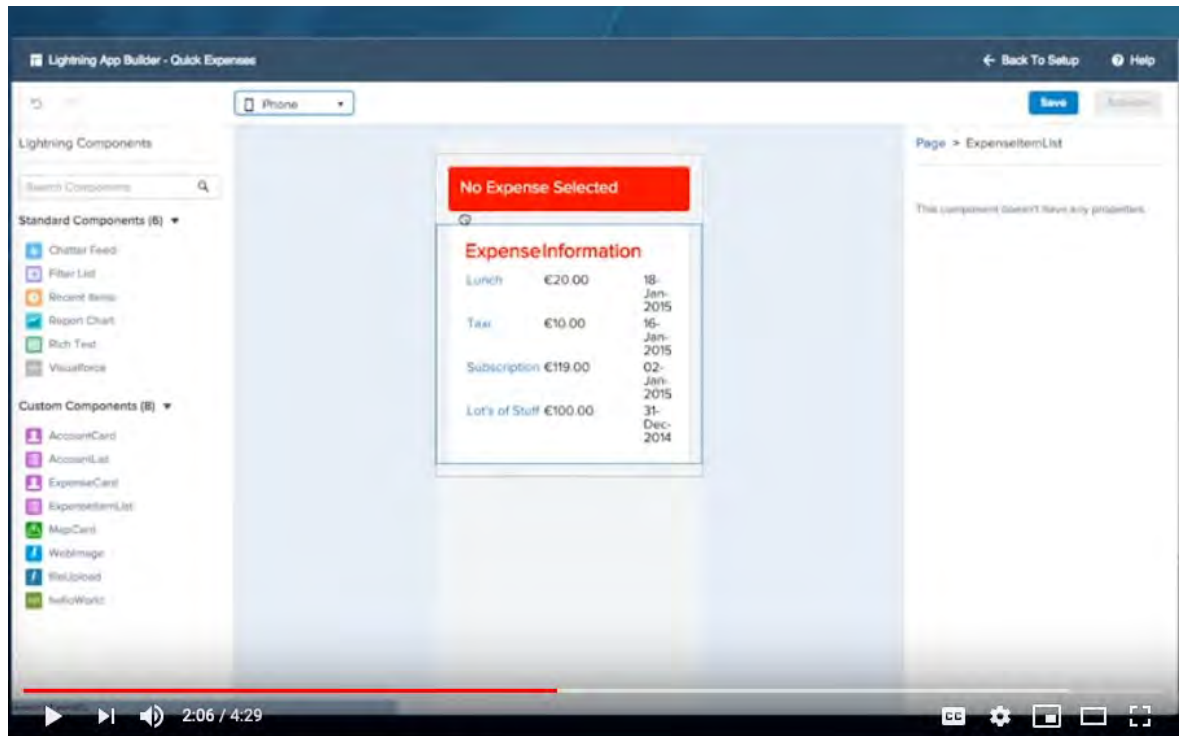 Lightning App Builder - Quick Expenses
Back To Setup
Help
Phone
Save
Lightning Components
Page > ExpenseItemList
Search Components
This component doesn't have any properties.
Standard Components (6)
Chatter Feed
Filter List
Recent Items
Report Chart
Rich Text
Visualforce
Custom Components (8)
AccountCard
AccountList
ExpenseCard
ExpenseItemList
MapCard
WebImage
fileUpload
helloWorld
No Expense Selected
ExpenseInformation
Lunch €20.00 18-
Jan-
2015
Taxi €10.00 16-
Jan-
2015
Subscription €119.00 02-
Jan-
2015
Lot's of Stuff €100.00 31-
Dec-
2014
2:06 / 4:29
CC